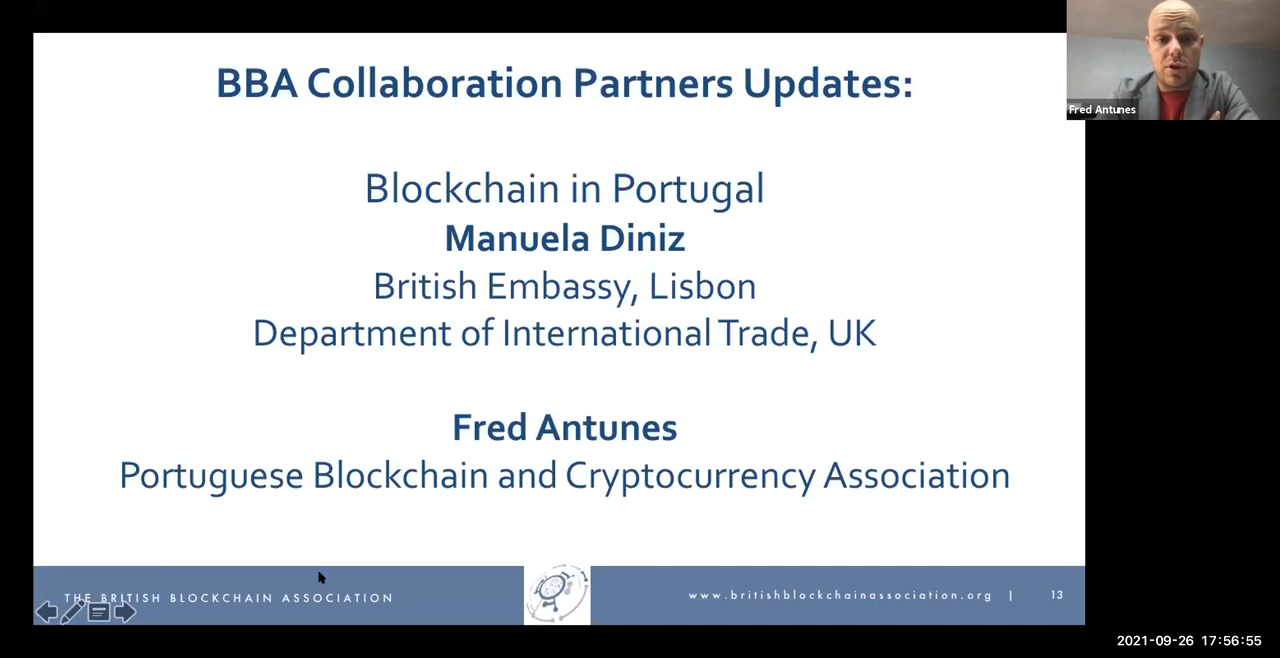 BBA Collaboration Partners Updates:
Fred Antunes
Blockchain in Portugal
Manuela Diniz
British Embassy, Lisbon
Department of International Trade, UK
Fred Antunes
Portuguese Blockchain and Cryptocurrency Association
THE BRITISH BLOCKCHAIN ASSOCIATION
www.britishblockchainassociation.org | 13
2021-09-26 17:56:55